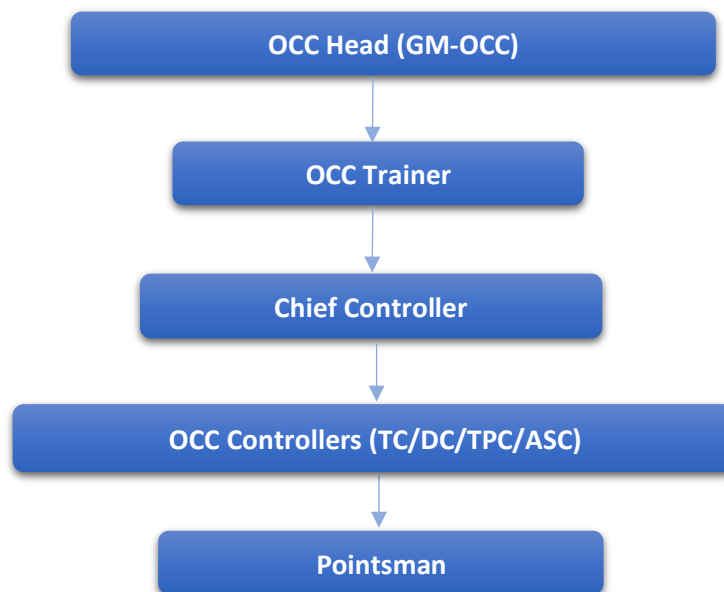 OCC Head (GM-OCC)
OCC Trainer
Chief Controller
OCC Controllers (TC/DC/TPC/ASC)
Pointsman